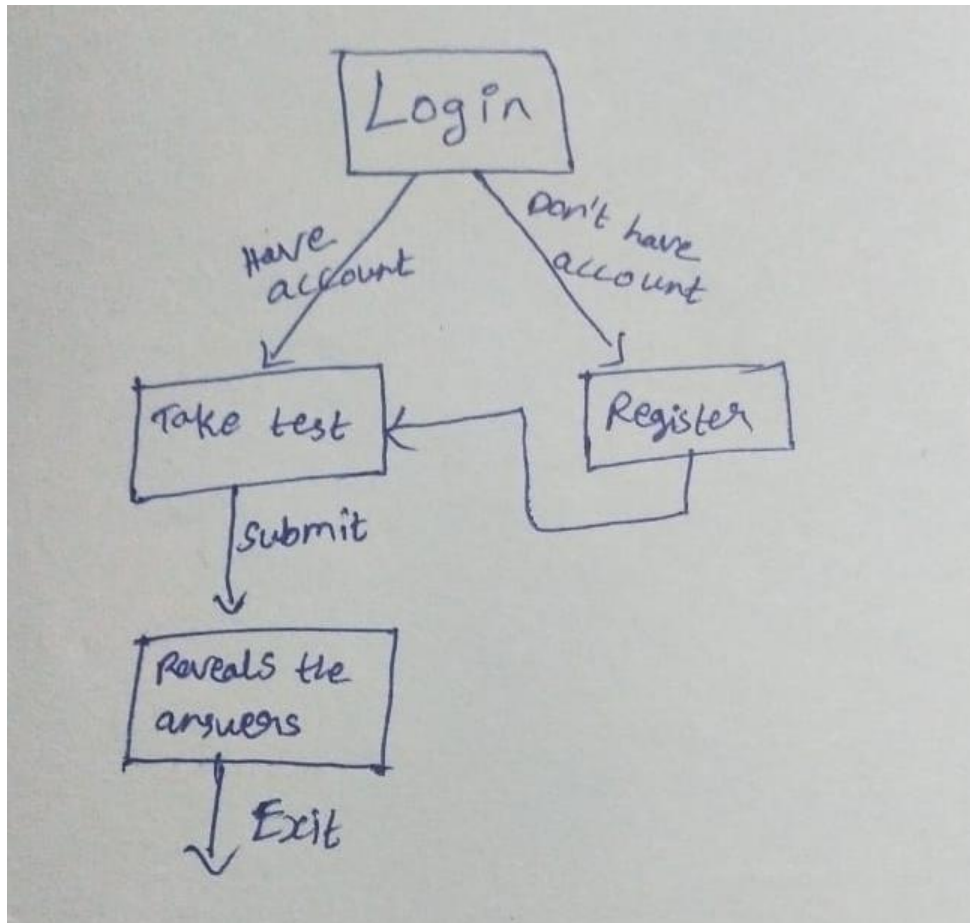 Login
Have
account
Don't have
account
Take test
Register
Submit
Reveals the
answers
Exit